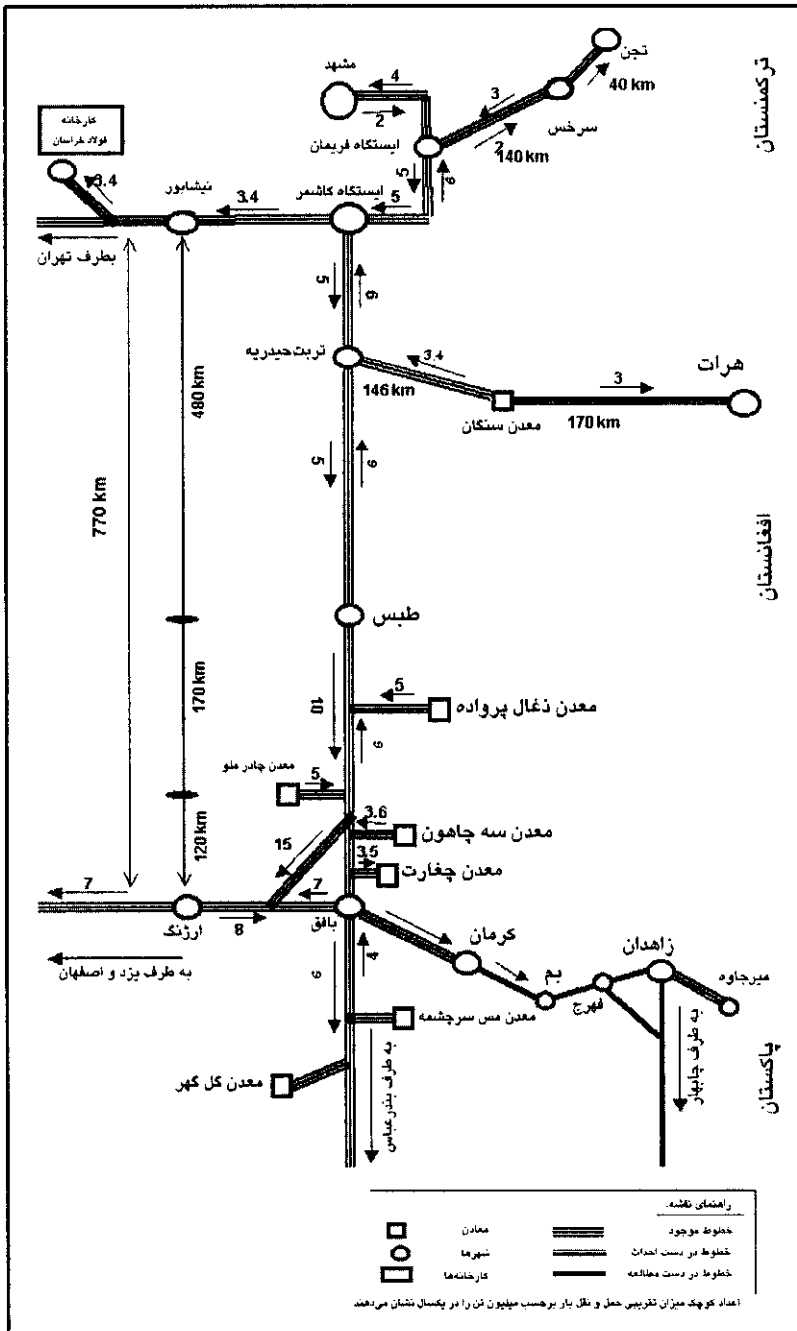 تجن
ترکمنستان
40 km
مشهد
4
2
3
سرخس
2
140 km
ایستگاه فریمان
کارخانه
فولاد خراسان
3.4
نیشابور
3.4
ایستگاه کاشمر
5
5
6
بطرف تهران
5
6
تربت حیدریه
3.4
146 km
3
هرات
معدن سنگان
170 km
480 km
770 km
5
6
افغانستان
طبس
170 km
10
5
معدن ذغال پرواده
6
معدن چادر ملو
5
3.6
معدن سه چاهون
15
3.5
معدن چغارت
120 km
7
7
ارژنگ
8
بافق
کرمان
زاهدان
به طرف یزد و اصفهان
6
4
بم
فهرج
میرجاوه
معدن مس سرچشمه
به طرف بندرعباس
به طرف چابهار
پاکستان
معدن گل گهر
راهنمای نقشه:
خطوط موجود
معادن
خطوط در دست احداث
شهرها
خطوط در دست مطالعه
کارخانه‌ها
اعداد کوچک میزان تقریبی حمل و نقل بار برحسب میلیون تن را در یکسال نشان می‌دهند